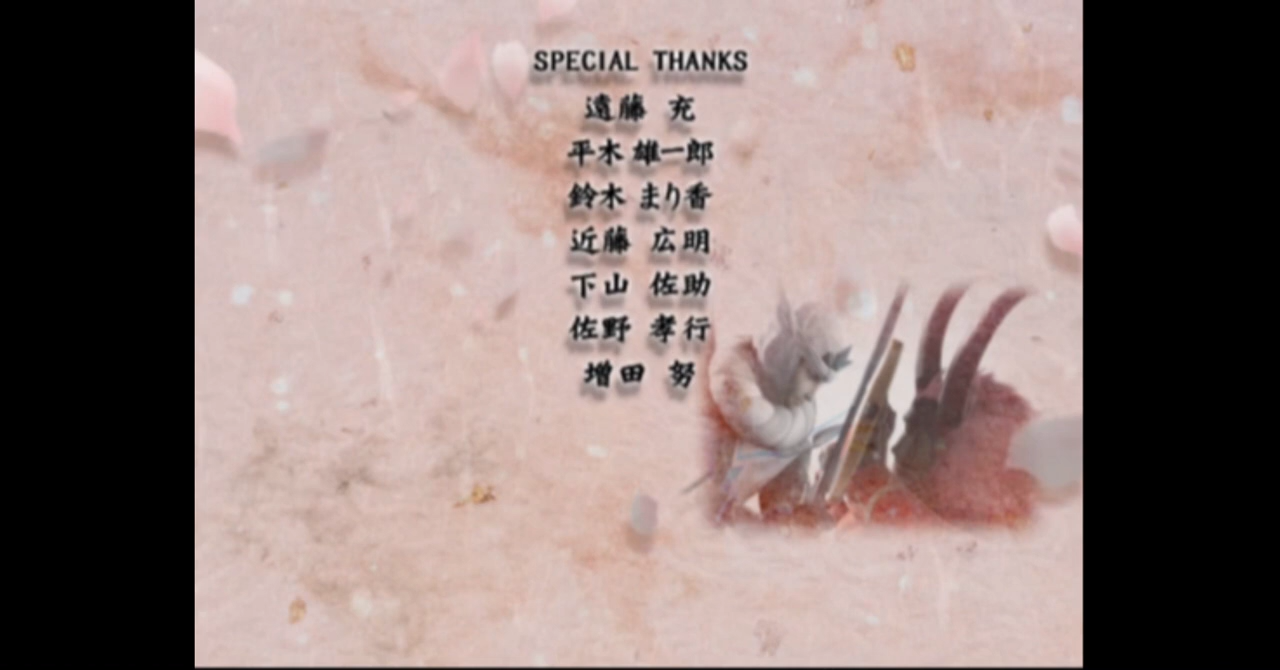 SPECIAL THANKS
遠藤 充
平木 雄一郎
鈴木 まり香
近藤 広明
下山 佐助
佐野 孝行
増田 努